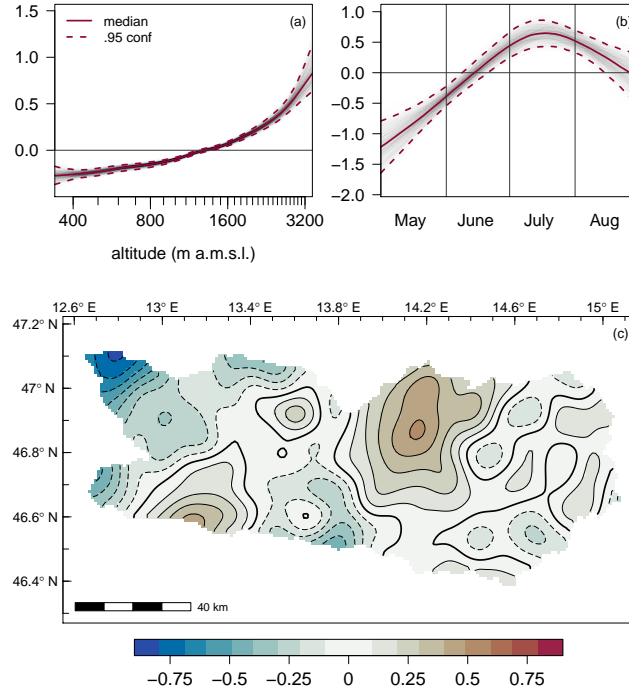 1.5
1.0
0.5
0.0
median
.95 conf
(a)
400 800 1600 3200
altitude (m a.m.s.l.)
1.0
0.5
0.0
−0.5
−1.0
−1.5
−2.0
(b)
May June July Aug
12.6° E 13° E 13.4° E 13.8° E 14.2° E 14.6° E 15° E
47.2° N
47° N
46.8° N
46.6° N
46.4° N
(c)
40 km
−0.75 −0.5 −0.25 0 0.25 0.5 0.75